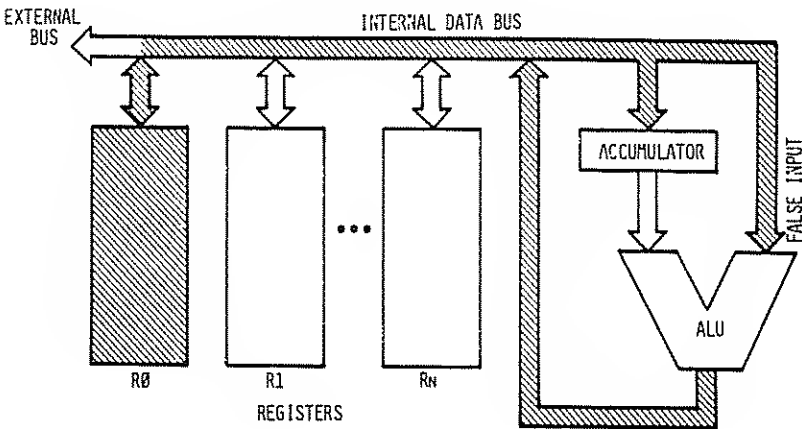 EXTERNAL
BUS
INTERNAL DATA BUS
ACCUMULATOR
FALSE INPUT
ALU
RØ
R1
RN
REGISTERS